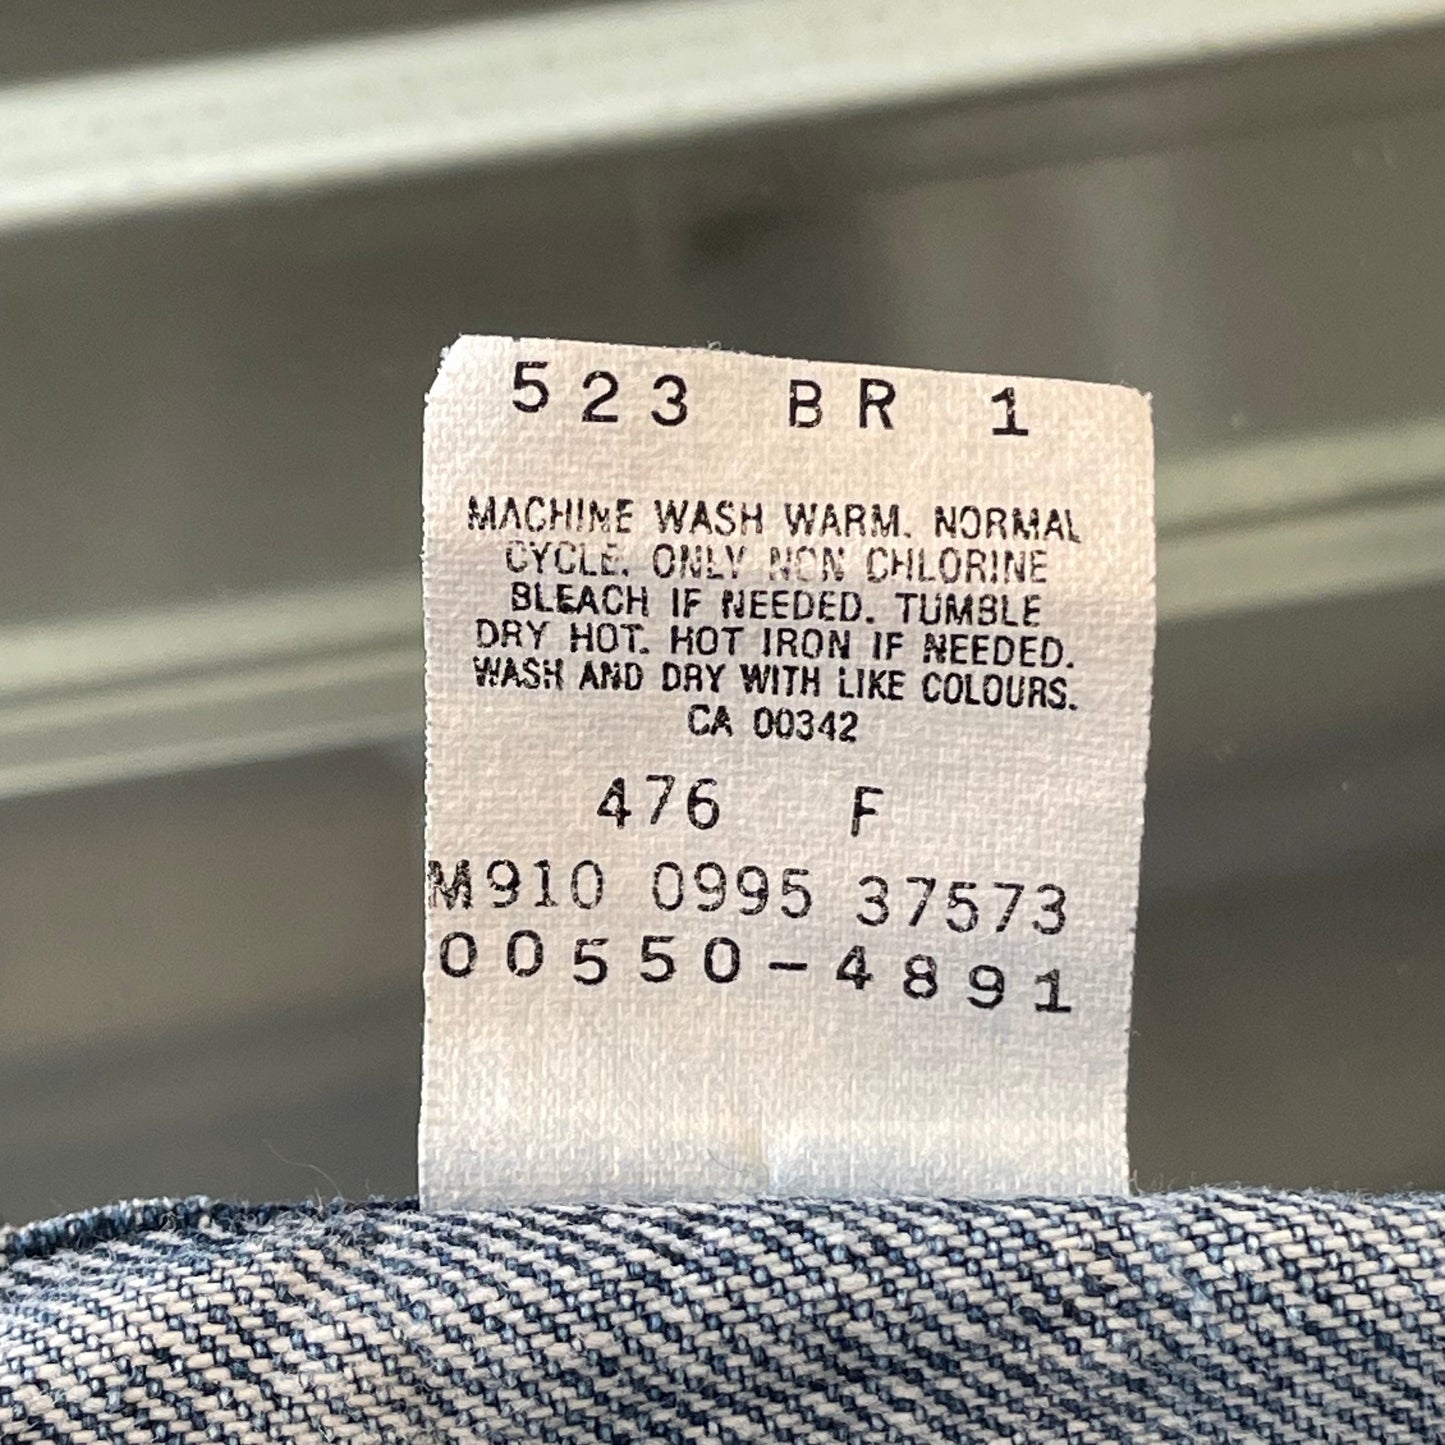 523 BR 1
MACHINE WASH WARM. NORMAL
CYCLE. ONLY NON CHLORINE
BLEACH IF NEEDED. TUMBLE
DRY HOT. HOT IRON IF NEEDED.
WASH AND DRY WITH LIKE COLOURS.
CA 00342
476 F
M910 0995 37573
00550-4891